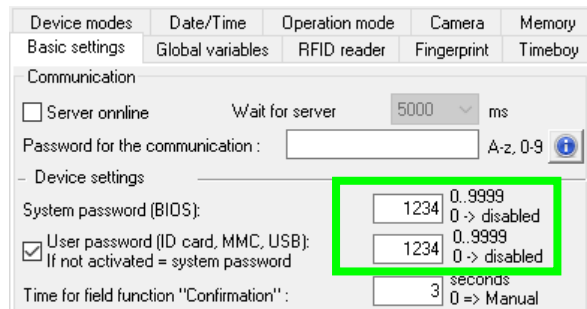 Device modes Date/Time Operation mode Camera Memory
Basic settings Global variables RFID reader Fingerprint Timeboy
Communication
Server onnline Wait for server 5000 ms
Password for the communication : A-z, 0-9
Device settings
System password (BIOS): 1234 0..9999
0 -> disabled
User password (ID card, MMC, USB): 1234 0..9999
If not activated = system password 0 -> disabled
Time for field function "Confirmation" : 3 seconds
0 => Manual